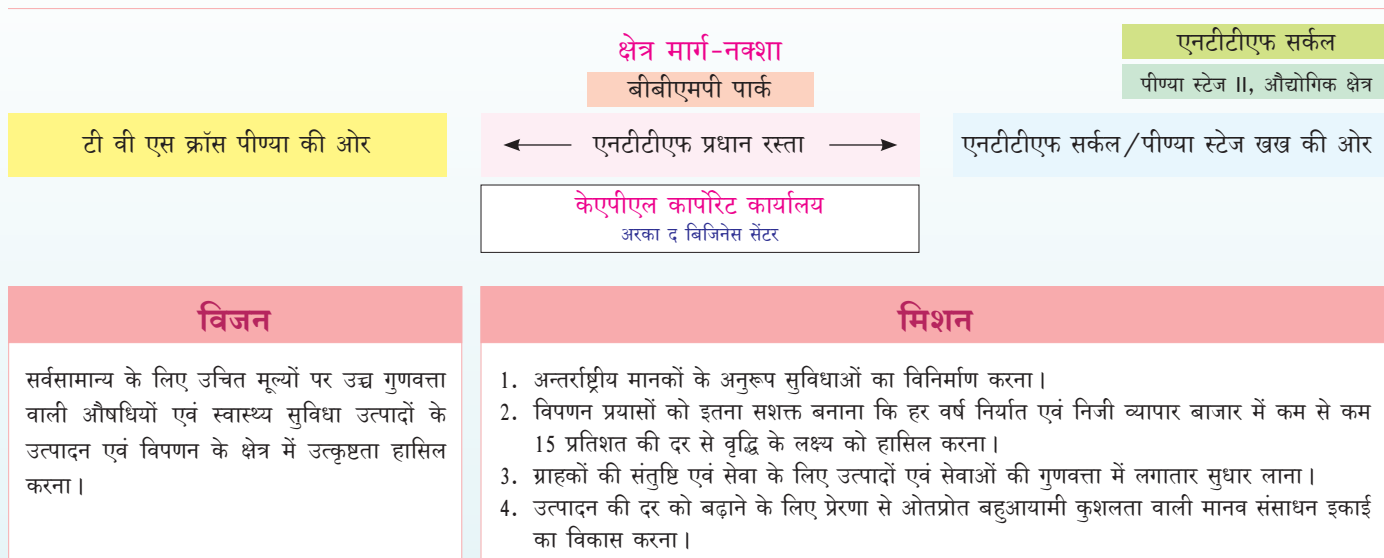 क्षेत्र मार्ग-नक्शा
एनटीटीएफ सर्कल
बीबीएमपी पार्क
पीण्या स्टेज II, औद्योगिक क्षेत्र
टी वी एस क्रॉस पीण्या की ओर
एनटीटीएफ प्रधान रस्ता
एनटीटीएफ सर्कल/पीण्या स्टेज खख की ओर
केएपीएल कार्पोरेट कार्यालय
अरका द बिजिनेस सेंटर
विजन
सर्वसामान्य के लिए उचित मूल्यों पर उच्च गुणवत्ता
वाली औषधियों एवं स्वास्थ्य सुविधा उत्पादों के
उत्पादन एवं विपणन के क्षेत्र में उत्कृष्टता हासिल
करना।
मिशन
1. अन्तर्राष्ट्रीय मानकों के अनुरूप सुविधाओं का विनिर्माण करना।
2. विपणन प्रयासों को इतना सशक्त बनाना कि हर वर्ष निर्यात एवं निजी व्यापार बाजार में कम से कम
15 प्रतिशत की दर से वृद्धि के लक्ष्य को हासिल करना।
3. ग्राहकों की संतुष्टि एवं सेवा के लिए उत्पादों एवं सेवाओं की गुणवत्ता में लगातार सुधार लाना।
4. उत्पादन की दर को बढ़ाने के लिए प्रेरणा से ओतप्रोत बहुआयामी कुशलता वाली मानव संसाधन इकाई
का विकास करना।